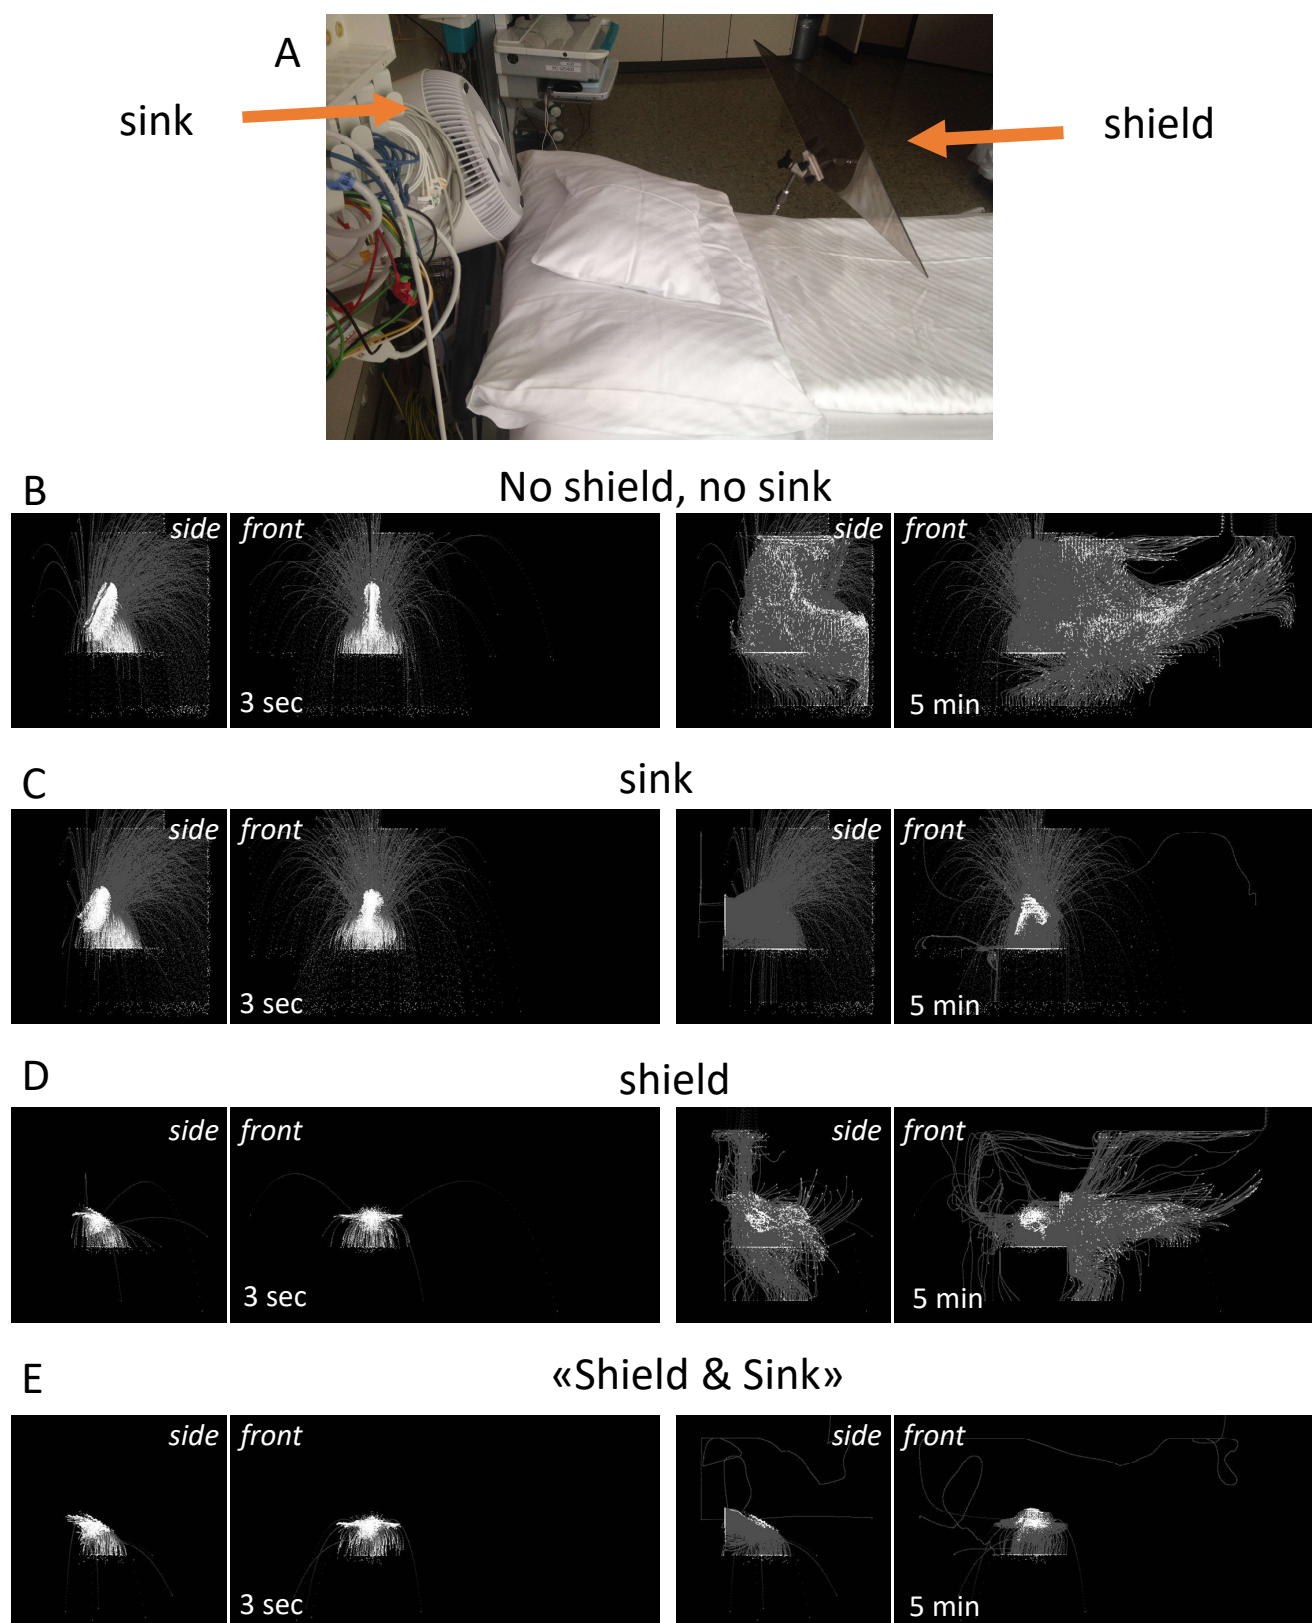 A
sink
shield
B
No shield, no sink
side
front
side
front
3 sec
5 min
C
sink
side
front
side
front
3 sec
5 min
D
shield
side
front
side
front
3 sec
5 min
E
«Shield & Sink»
side
front
side
front
3 sec
5 min